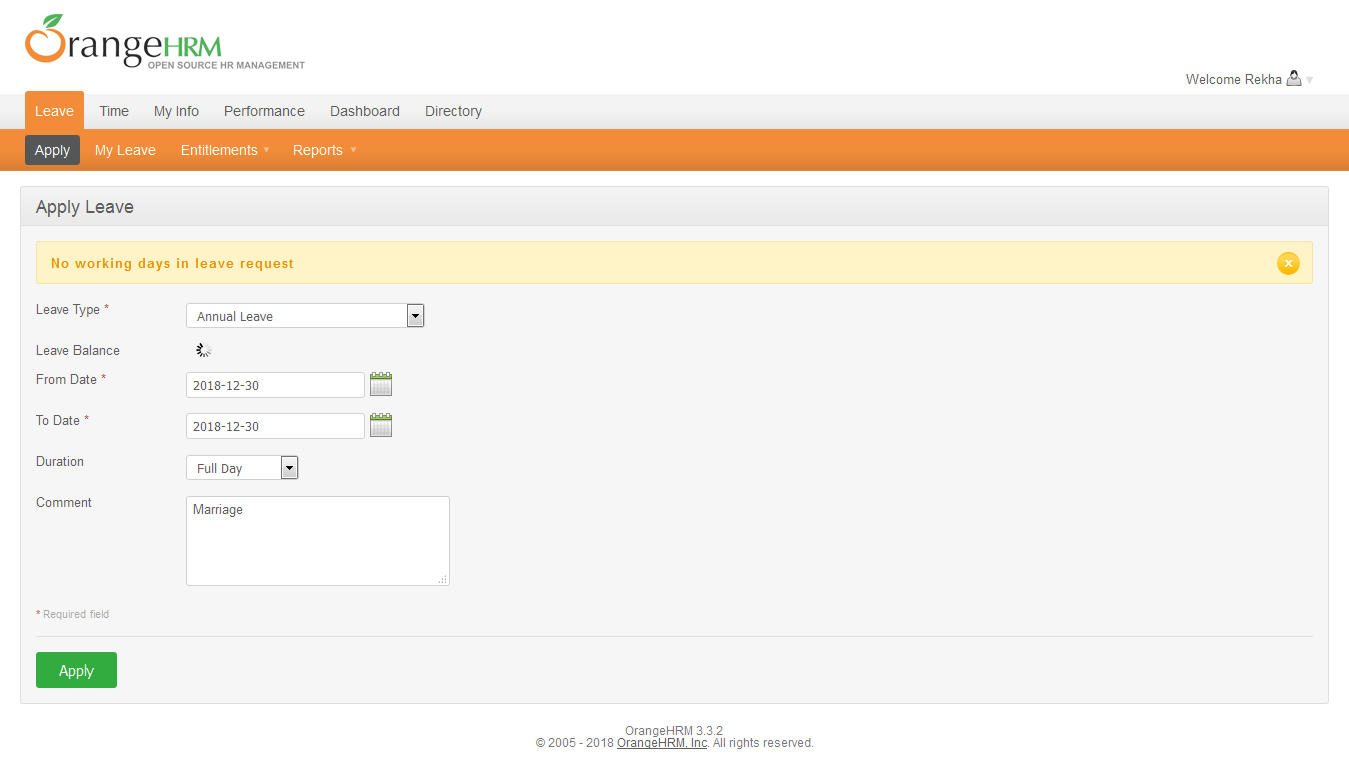 OrangeHRM
OPEN SOURCE HR MANAGEMENT
Welcome Rekha
Leave Time My Info Performance Dashboard Directory
Apply My Leave Entitlements Reports
Apply Leave
No working days in leave request
Leave Type * Annual Leave
Leave Balance
From Date * 2018-12-30
To Date * 2018-12-30
Duration Full Day
Comment Marriage
* Required field
Apply
OrangeHRM 3.3.2
© 2005 - 2018 OrangeHRM, Inc. All rights reserved.